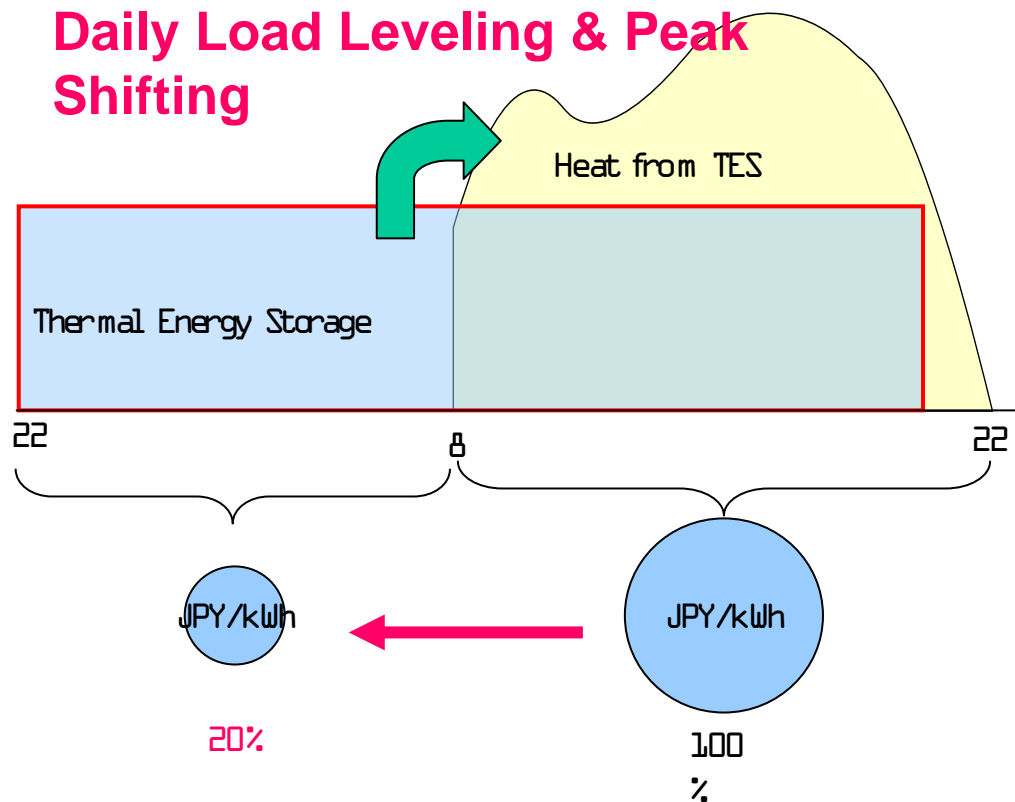 Daily Load Leveling & Peak
Shifting
Heat from TES
Thermal Energy Storage
22
8
22
JPY/kWh
JPY/kWh
20%
100
%